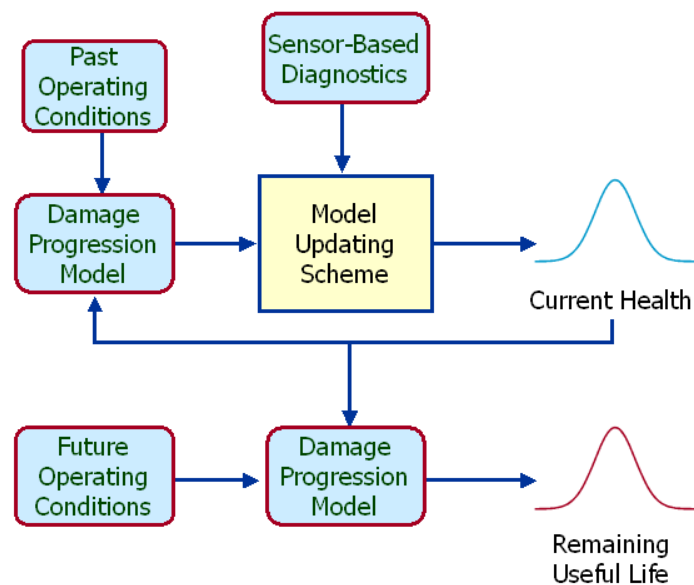 Past
Operating
Conditions
Sensor-Based
Diagnostics
Damage
Progression
Model
Model
Updating
Scheme
Current Health
Future
Operating
Conditions
Damage
Progression
Model
Remaining
Useful Life